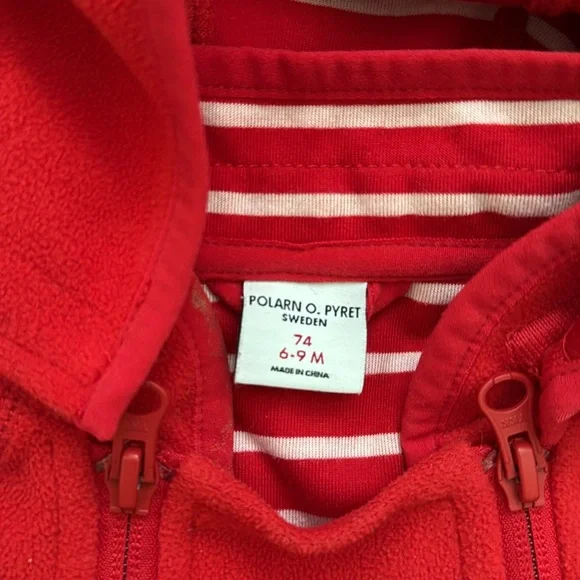 POLARN O. PYRET
SWEDEN
74
6-9 M
MADE IN CHINA